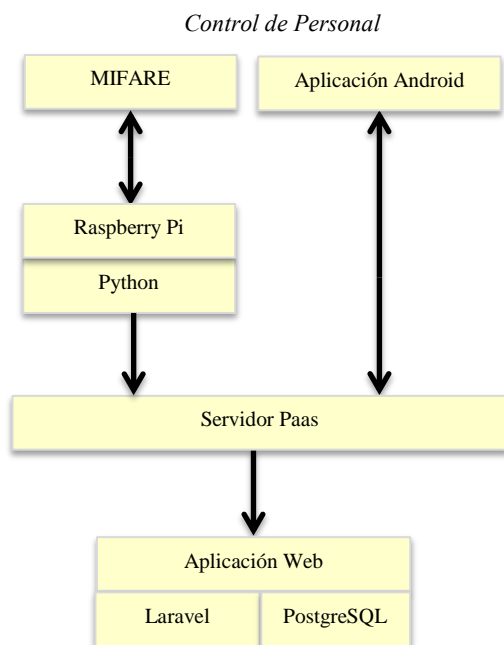 Control de Personal
MIFARE
Aplicación Android
Raspberry Pi
Python
Servidor Paas
Aplicación Web
Laravel
PostgreSQL